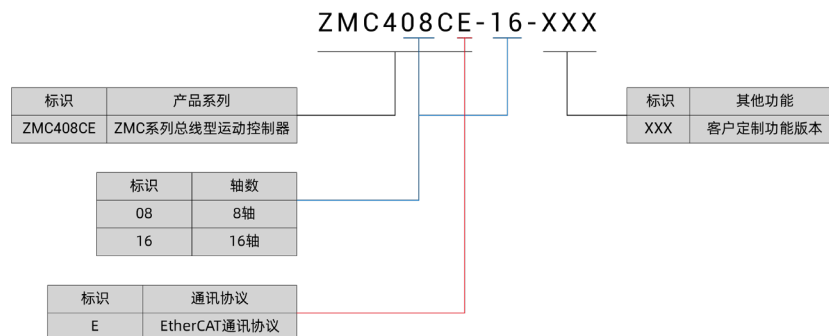 ZMC408CE-16-XXX
标识 产品系列
ZMC408CE ZMC系列总线型运动控制器
标识 其他功能
XXX 客户定制功能版本
标识 轴数
08 8轴
16 16轴
标识 通讯协议
E EtherCAT通讯协议